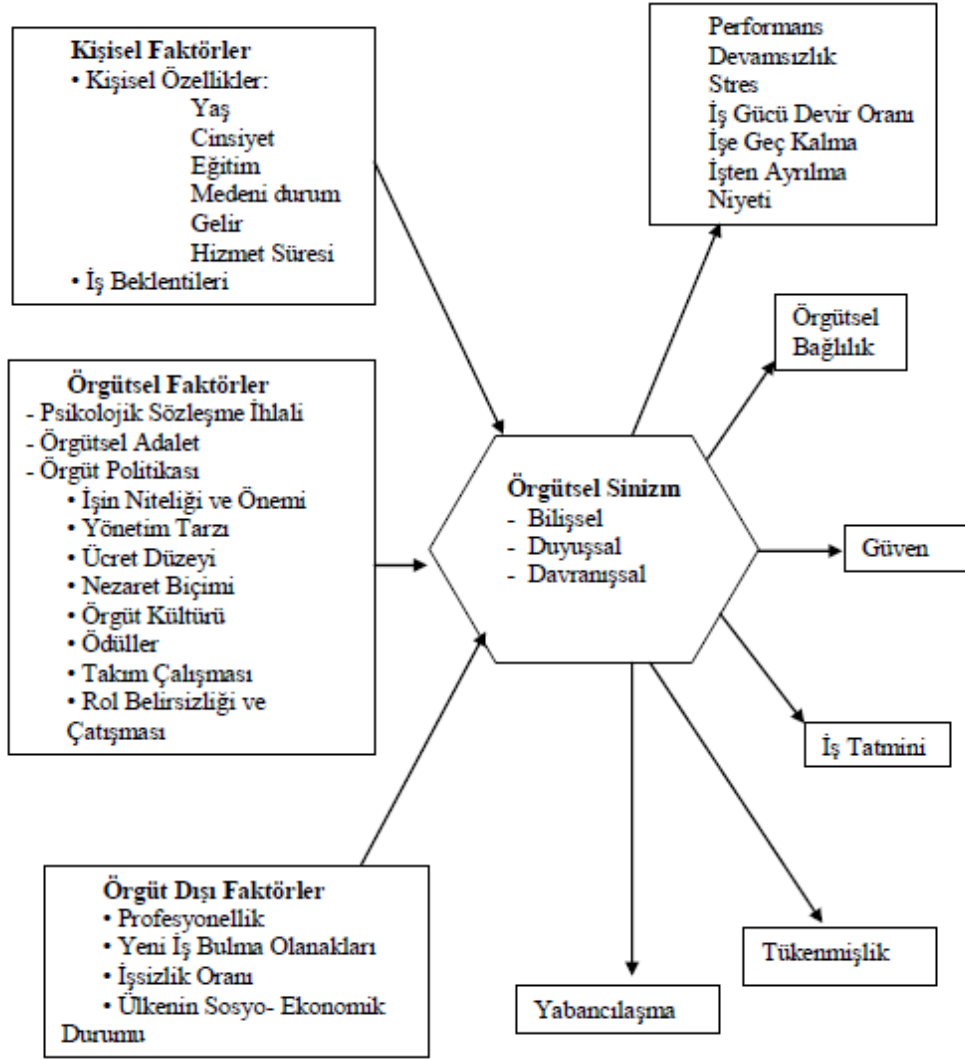 Kişisel Faktörler
• Kişisel Özellikler:
Yaş
Cinsiyet
Eğitim
Medeni durum
Gelir
Hizmet Süresi
• İş Beklentileri
Örgütsel Faktörler
- Psikolojik Sözleşme İhlali
- Örgütsel Adalet
- Örgüt Politikası
• İşin Niteliği ve Önemi
• Yönetim Tarzı
• Ücret Düzeyi
• Nezaret Biçimi
• Örgüt Kültürü
• Ödüller
• Takım Çalışması
• Rol Belirsizliği ve
Çatışması
Örgüt Dışı Faktörler
• Profesyonellik
• Yeni İş Bulma Olanakları
• İşsizlik Oranı
• Ülkenin Sosyo- Ekonomik
Durumu
Örgütsel Sinizın
- Bilişsel
- Duyuşsal
- Davranışsal
Performans
Devamsızlık
Stres
İş Gücü Devir Oranı
İşe Geç Kalma
İşten Ayrılma
Niyeti
Örgütsel
Bağlılık
Güven
İş Tatmini
Tükenmişlik
Yabancılaşma